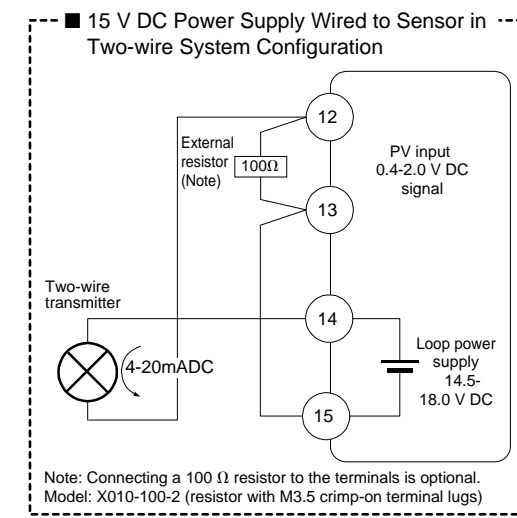 ■ 15 V DC Power Supply Wired to Sensor in
Two-wire System Configuration
12
External
resistor
(Note)
100Ω
PV input
0.4-2.0 V DC
signal
13
Two-wire
transmitter
14
4-20mADC
Loop power
supply
14.5-
18.0 V DC
15
Note: Connecting a 100 Ω resistor to the terminals is optional.
Model: X010-100-2 (resistor with M3.5 crimp-on terminal lugs)